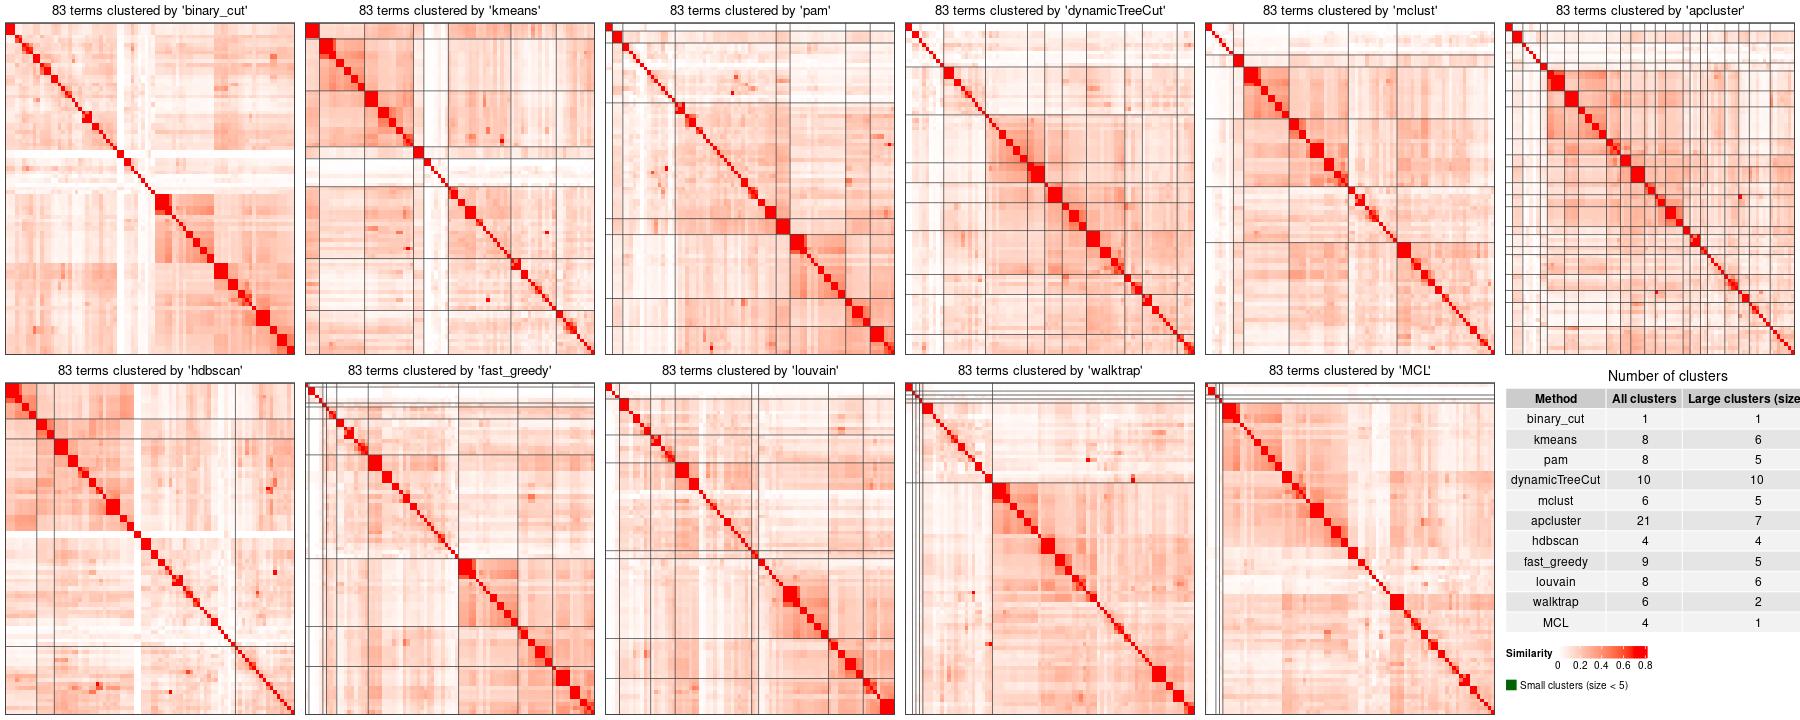 83 terms clustered by 'binary_cut'
83 terms clustered by 'kmeans'
83 terms clustered by 'pam'
83 terms clustered by 'dynamicTreeCut'
83 terms clustered by 'mclust'
83 terms clustered by 'apcluster'
83 terms clustered by 'hdbscan'
83 terms clustered by 'fast_greedy'
83 terms clustered by 'louvain'
83 terms clustered by 'walktrap'
83 terms clustered by 'MCL'
Number of clusters
Method All clusters Large clusters (size
binary_cut 1 1
kmeans 8 6
pam 8 5
dynamicTreeCut 10 10
mclust 6 5
apcluster 21 7
hdbscan 4 4
fast_greedy 9 5
louvain 8 6
walktrap 6 2
MCL 4 1
Similarity
0 0.2 0.4 0.6 0.8
Small clusters (size < 5)